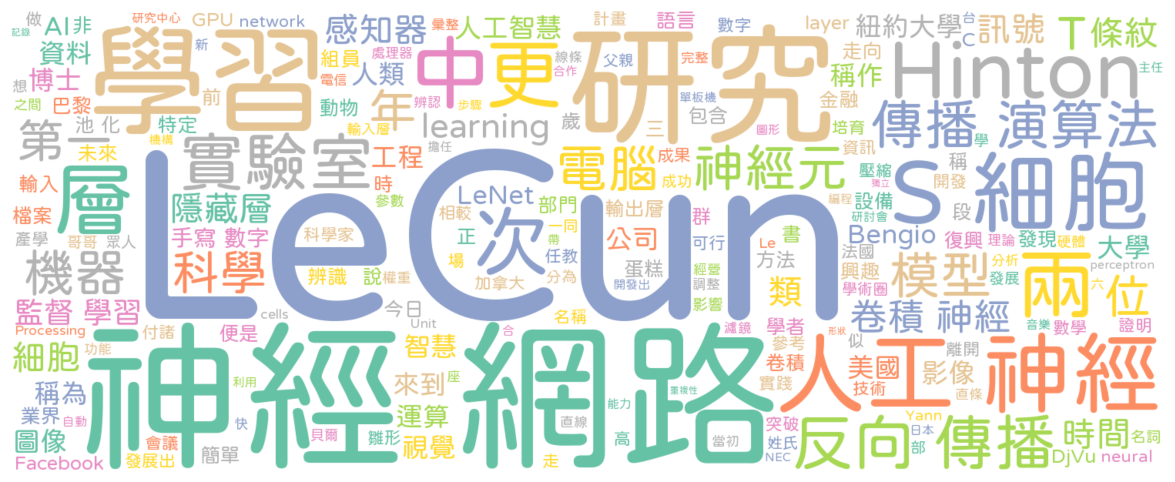 做
記錄
AI
非
研究中心
GPU
network
新
彙整
感知器
人工智慧
計畫
語言
數字
layer
紐約大學
台
C
訊號
T
條紋
資料
學習
組員
處理器
電信
人類
中
更
線條
合作
研究
父親
完整
走向
稱作
Hinton
主任
想
之間
博士
巴黎
前
動物
年
辨認
步驟
單板機
包含
金融
培育
傳播 演算法
第
池 化
特定
機構
輸入層
擔任
learning
歲
三
圖形
資訊
學
未來
實驗室
工程
時
成果
成功
電腦
神經元
稱
開發
壓縮
獨立
編程
S 細胞
輸入
層
隱藏層
參數
LeCun
LeNet
部門
輸出層
群
段
設備
研討會
檔案
產學
哥哥
眾人
手寫 數字
科學家
相較
正
次
一同
帶
任教
公司
可行
書
Le
方法
法國
Bengio
復興
理論
發現
硬體
大學
機器
科學
辨識
說
權重
場
加拿大
分為
開發出
蛋糕
經營
調整
影響
類
興趣
學術圈
模型
發展
分析
兩
位
perceptron
六
監督 學習
cells
今日
Unit
名稱
濾鏡
學者
卷積 神經
音樂
數學
證明
Processing
付諸
便是
合
形狀
參考
似
離開
細胞
功能
神經 網路
智慧
卷積
實踐
美國
技術
影像
直條
人工 神經
稱為
利用
來到
座
重複性
業界
自動
快
運算
直線
能力
突破
Yann
圖像
會議
貝爾
雛形
視覺
高
當初
姓氏
NEC
反向 傳播
日本
部
時間
名詞
Facebook
發展出
簡單
走
DjVu
neural